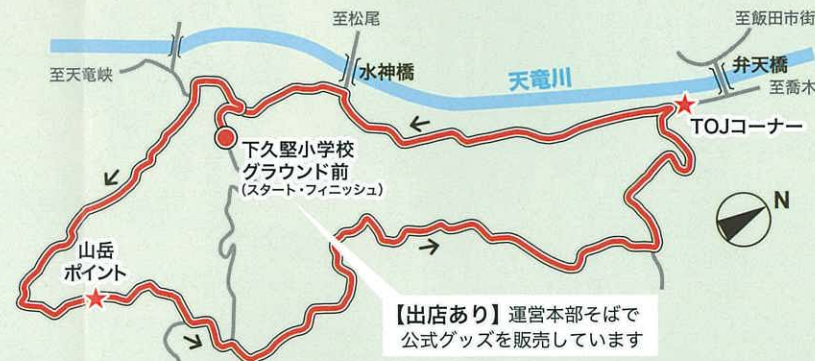 至松尾
至飯田市街
至天竜峡
水神橋
天竜川
弁天橋
至喬木
TOJコーナー
下久堅小学校
グラウンド前
(スタート・フィニッシュ)
N
山岳
ポイント
【出店あり】運営本部そばで
公式グッズを販売しています